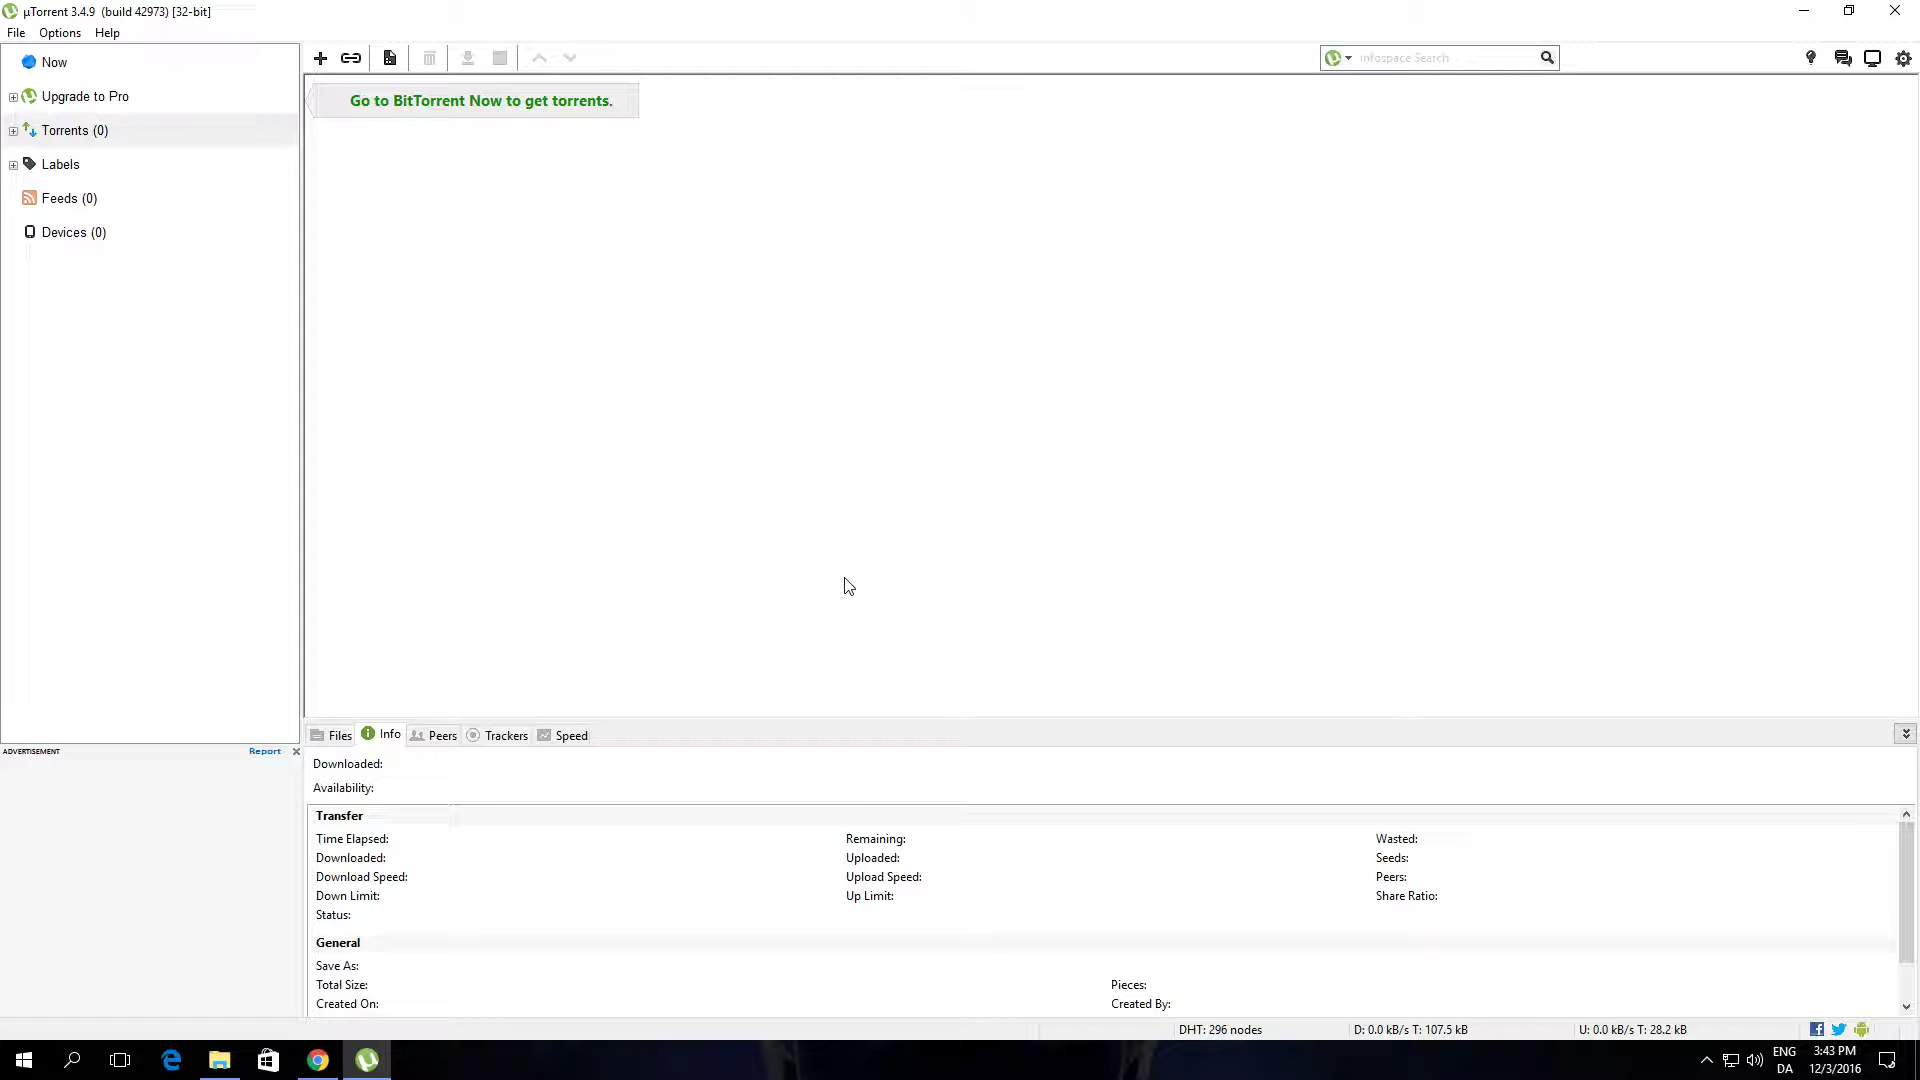 µTorrent 3.4.9 (build 42973) [32-bit]
File Options Help
Now
Upgrade to Pro
Torrents (0)
Labels
Feeds (0)
Devices (0)
Infospace Search
Go to BitTorrent Now to get torrents.
ADVERTISEMENT Report
Files Info Peers Trackers Speed
Downloaded:
Availability:
Transfer
Time Elapsed: Remaining: Wasted:
Downloaded: Uploaded: Seeds:
Download Speed: Upload Speed: Peers:
Down Limit: Up Limit: Share Ratio:
Status:
General
Save As:
Total Size: Pieces:
Created On: Created By:
DHT: 296 nodes D: 0.0 kB/s T: 107.5 kB U: 0.0 kB/s T: 28.2 kB
ENG 3:43 PM
DA 12/3/2016